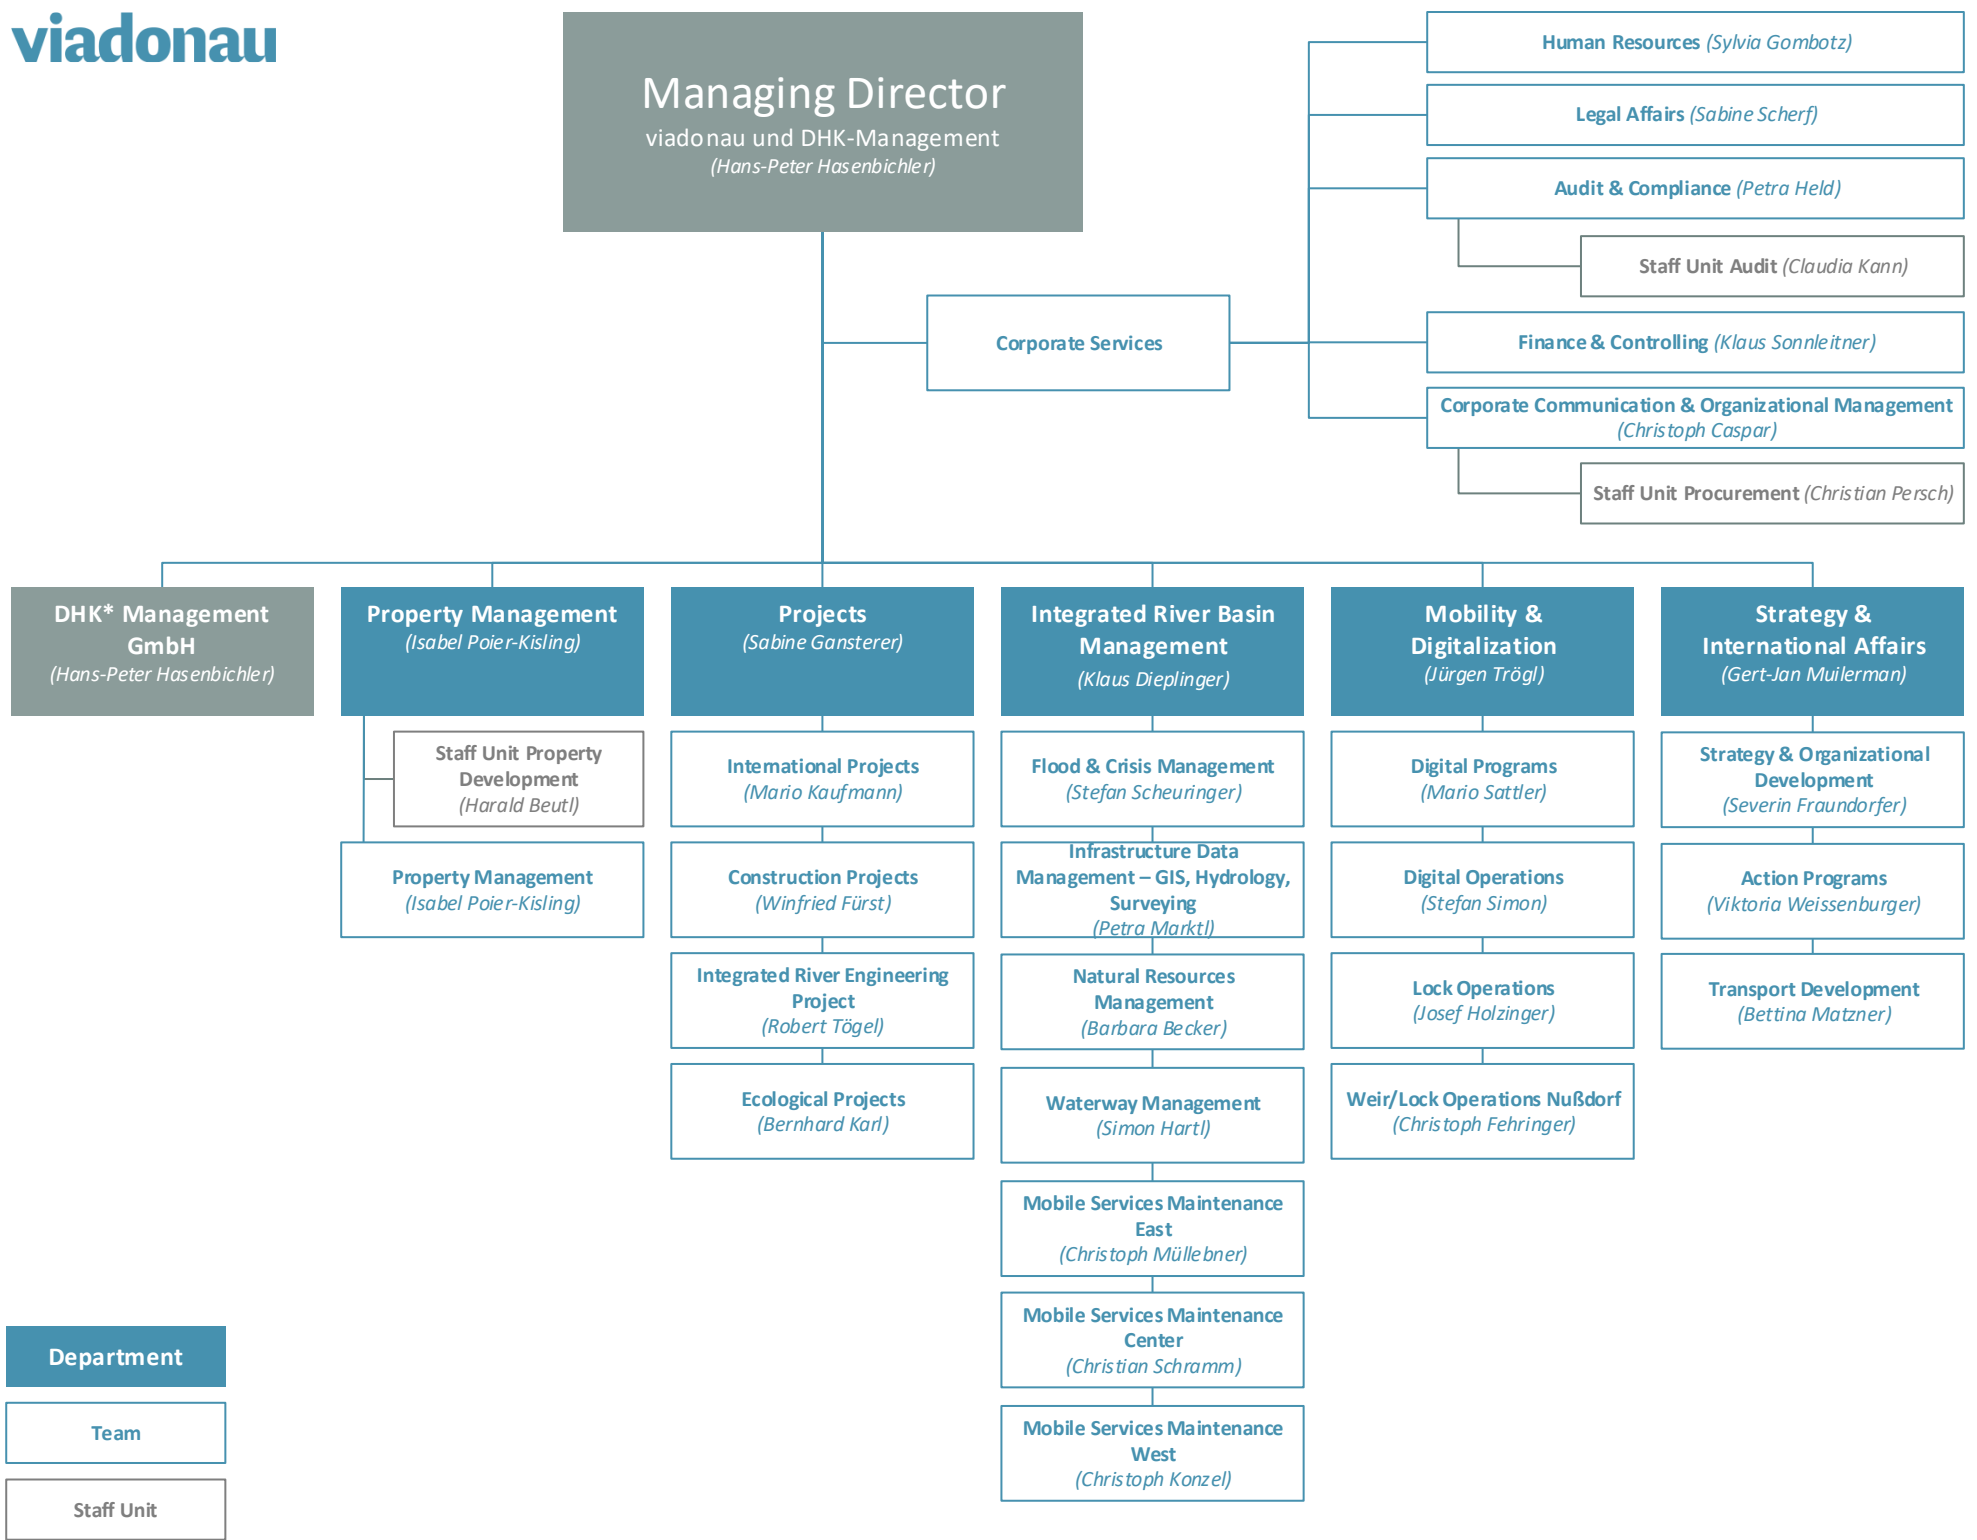 viadonau
Managing Director
viadonau und DHK-Management
(Hans-Peter Hasenbichler)
Human Resources (Sylvia Gombotz)
Legal Affairs (Sabine Scherf)
Audit & Compliance (Petra Held)
Staff Unit Audit (Claudia Kann)
Corporate Services
Finance & Controlling (Klaus Sonnleitner)
Corporate Communication & Organizational Management
(Christoph Caspar)
Staff Unit Procurement (Christian Persch)
DHK* Management
GmbH
(Hans-Peter Hasenbichler)
Property Management
(Isabel Poier-Kisling)
Staff Unit Property
Development
(Harald Beutl)
Property Management
(Isabel Poier-Kisling)
Projects
(Sabine Gansterer)
International Projects
(Mario Kaufmann)
Construction Projects
(Winfried Fürst)
Integrated River Engineering
Project
(Robert Tögel)
Ecological Projects
(Bernhard Karl)
Integrated River Basin
Management
(Klaus Dieplinger)
Flood & Crisis Management
(Stefan Scheuringer)
Infrastructure Data
Management – GIS, Hydrology,
Surveying
(Petra Marktl)
Natural Resources
Management
(Barbara Becker)
Waterway Management
(Simon Hartl)
Mobile Services Maintenance
East
(Christoph Müllebner)
Mobile Services Maintenance
Center
(Christian Schramm)
Mobile Services Maintenance
West
(Christoph Konzel)
Mobility &
Digitalization
(Jürgen Trögl)
Digital Programs
(Mario Sattler)
Digital Operations
(Stefan Simon)
Lock Operations
(Josef Holzinger)
Weir/Lock Operations Nußdorf
(Christoph Fehringer)
Strategy &
International Affairs
(Gert-Jan Muilerman)
Strategy & Organizational
Development
(Severin Fraundorfer)
Action Programs
(Viktoria Weissenburger)
Transport Development
(Bettina Matzner)
Department
Team
Staff Unit